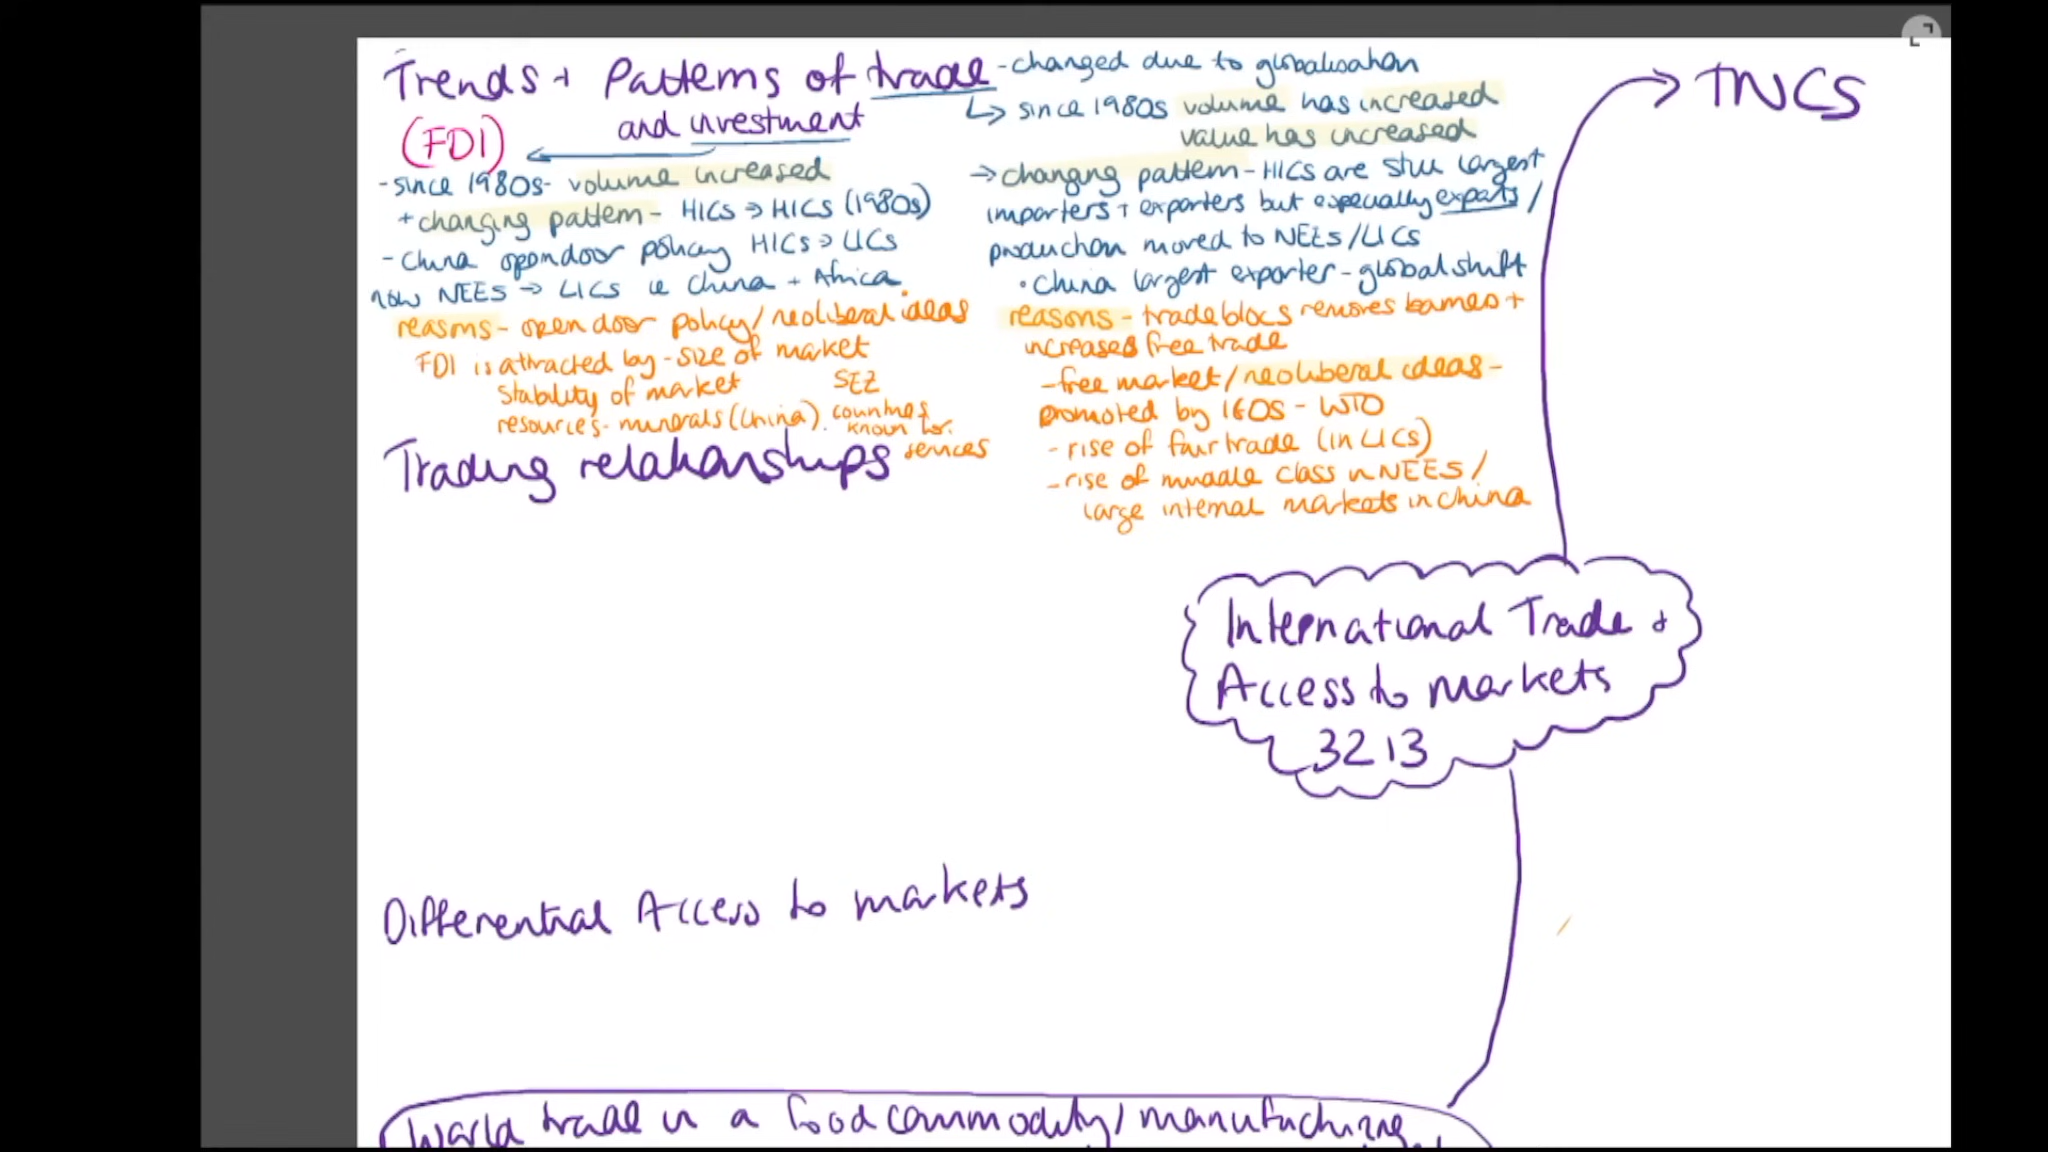 Trends + Patterns of trade
and investment
(FDI)
- since 1980s - volume increased
+ changing pattern - HICs → HICs (1980s)
- China open door policy HICs → LICs
now NEES → LICs ie China + Africa
reasons - open door policy/neoliberal ideas
FDI is attracted by - size of market
stability of market SEZ
resources - minerals (China). countries
known for.
services
- changed due to globalisation
↳ since 1980s volume has increased
value has increased
→ changing pattern - HICs are still largest
importers + exporters but especially exports/
production moved to NEEs/LICs
• China largest exporter - global shift
reasons - trade blocs removes barriers +
increases free trade
- free market/neoliberal ideas -
promoted by IGOs - WTO
- rise of fair trade (in LICs)
- rise of middle class in NEES/
large internal markets in China
Trading relationships
TNCs
International Trade +
Access to markets
3213
Differential Access to markets
World trade in a food commodity/manufacturing